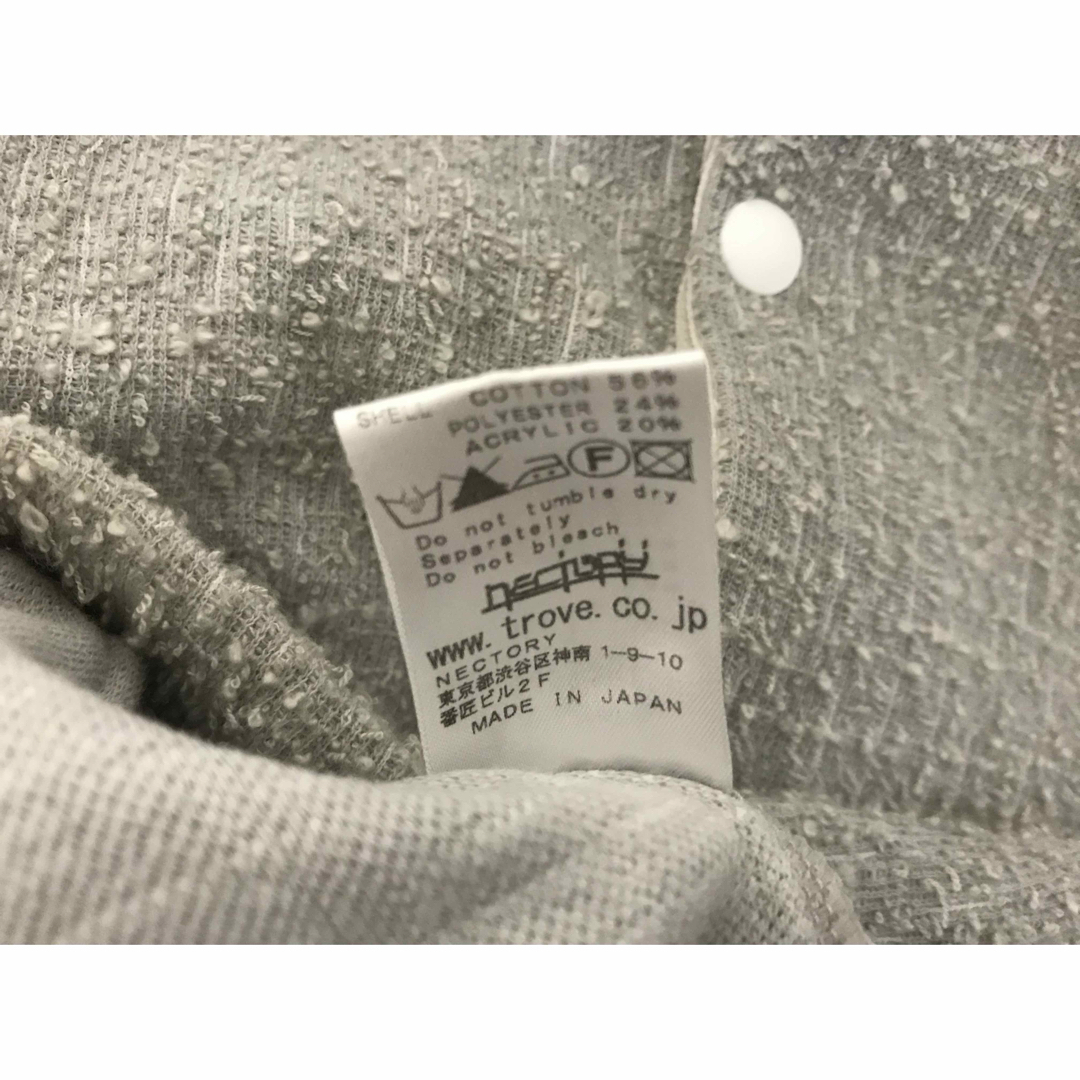 SHELL COTTON 56%
POLYESTER 24%
ACRYLIC 20%
F
Do not tumble dry
Separately
Do not bleach
NECTORY
www.trove.co.jp
NECTORY
東京都渋谷区神南1-9-10
番匠ビル2F
MADE IN JAPAN